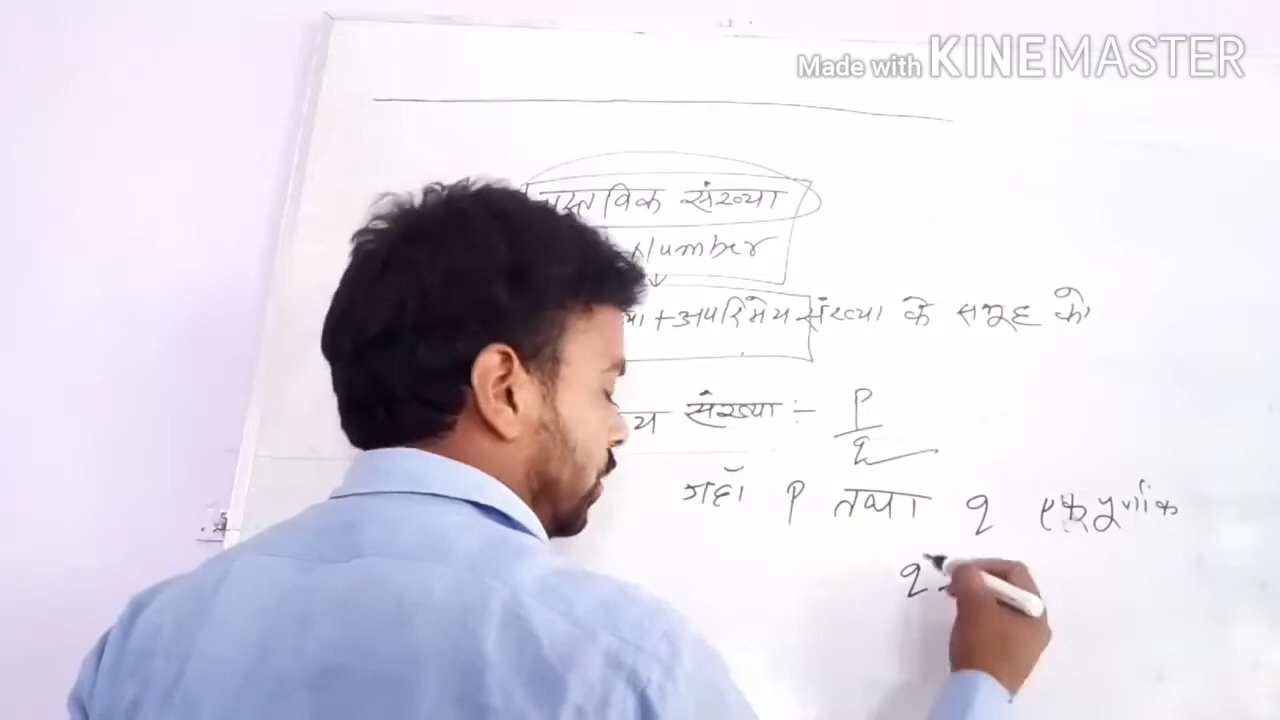 Made with KINEMASTER
वास्तविक संख्या
Number
या + अपरिमेय संख्या के समूह को
य संख्या :- P/q
जहाँ P तथा q एक पूर्णांक
q